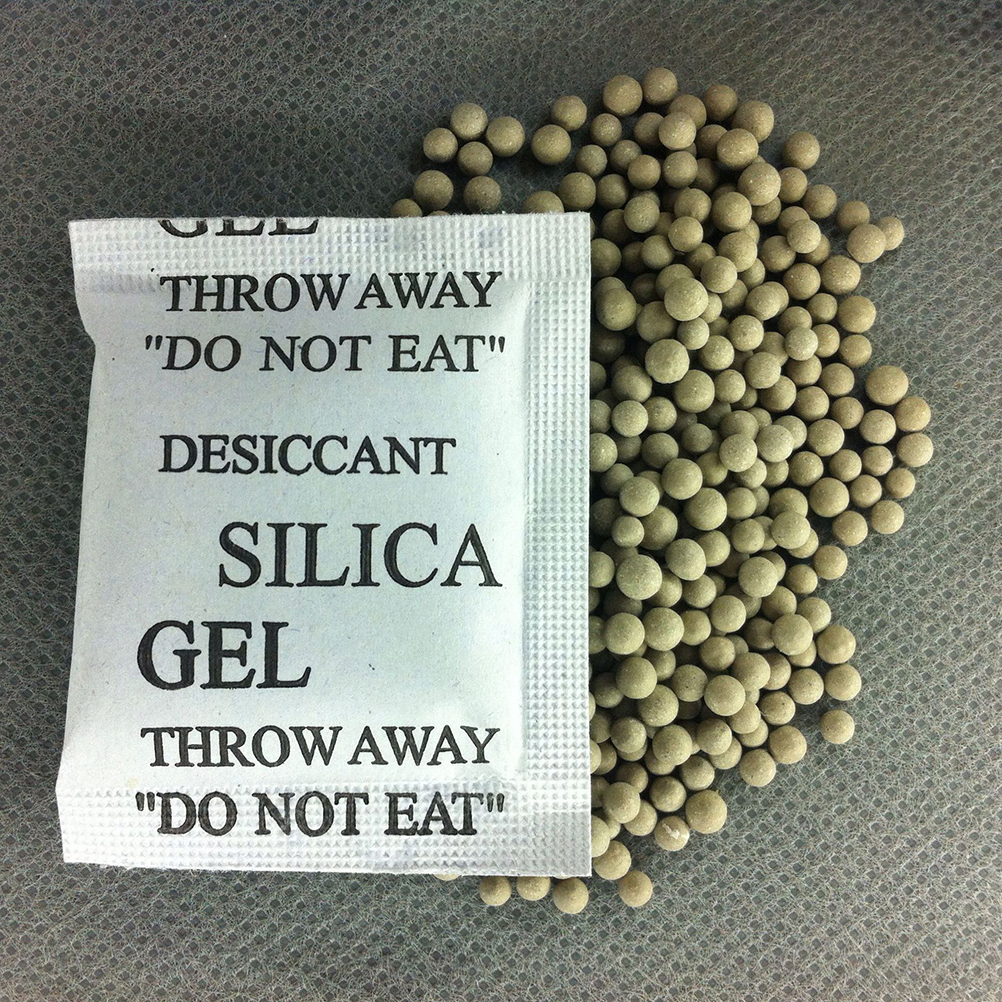 GEL
THROW AWAY
"DO NOT EAT"
DESICCANT
SILICA
GEL
THROW AWAY
"DO NOT EAT"